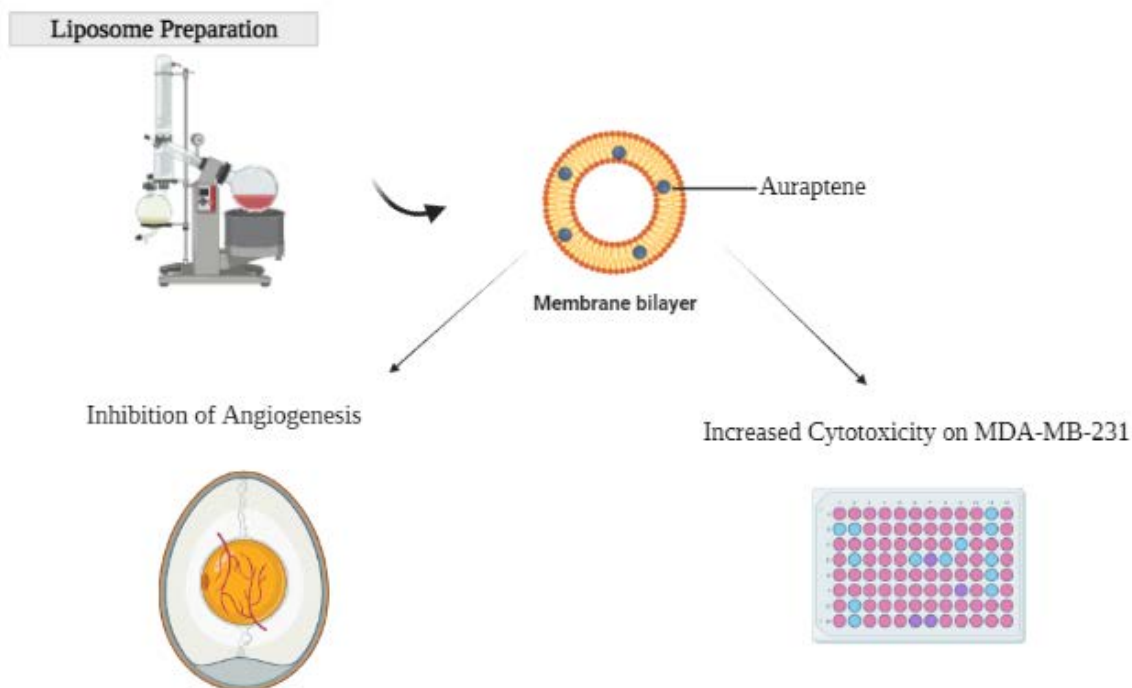 Liposome Preparation
Auraptene
Membrane bilayer
Inhibition of Angiogenesis
Increased Cytotoxicity on MDA-MB-231